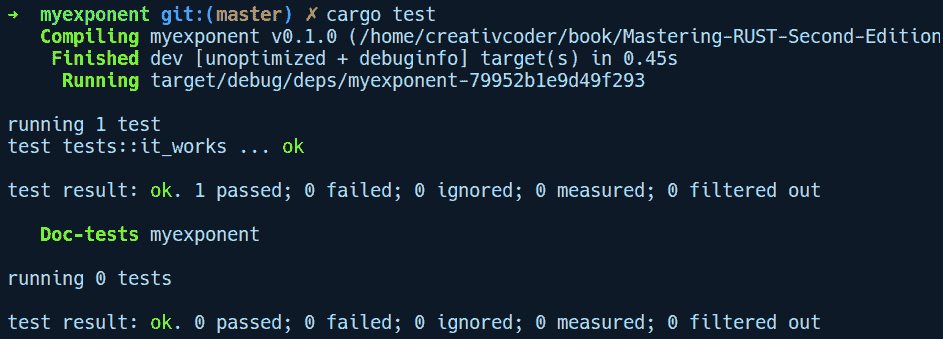 ➜ myexponent git:(master) ✗ cargo test
Compiling myexponent v0.1.0 (/home/creativcoder/book/Mastering-RUST-Second-Edition
Finished dev [unoptimized + debuginfo] target(s) in 0.45s
Running target/debug/deps/myexponent-79952b1e9d49f293
running 1 test
test tests::it_works ... ok
test result: ok. 1 passed; 0 failed; 0 ignored; 0 measured; 0 filtered out
Doc-tests myexponent
running 0 tests
test result: ok. 0 passed; 0 failed; 0 ignored; 0 measured; 0 filtered out